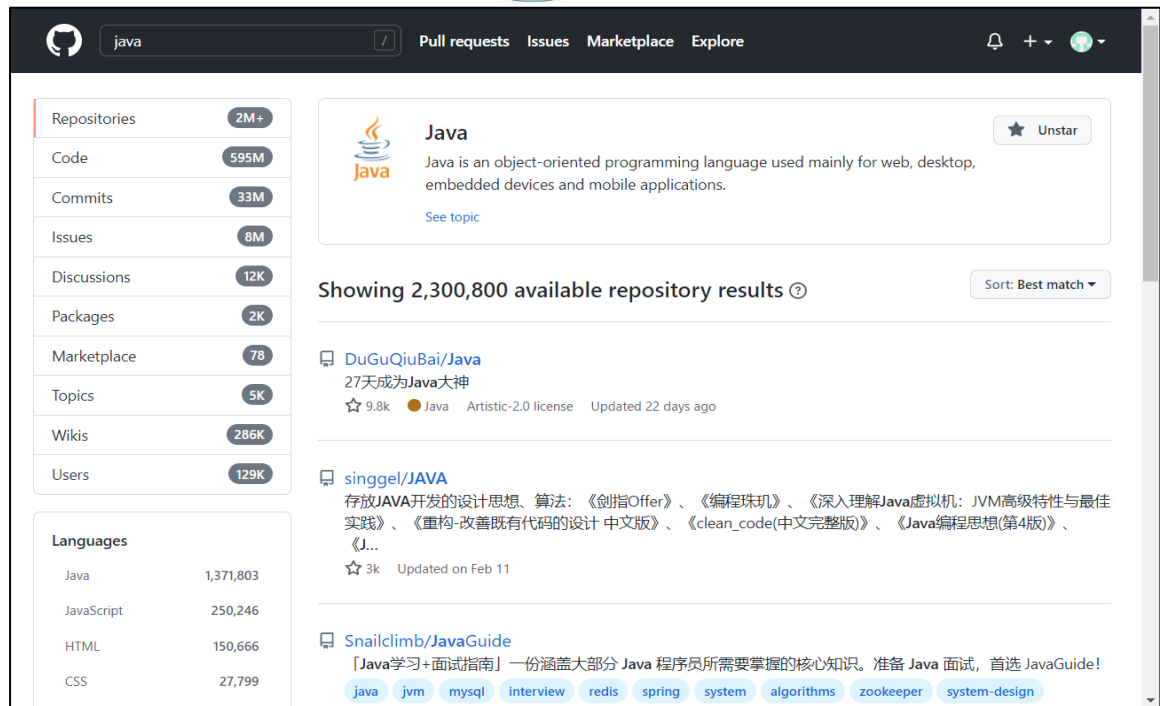 java
/
Pull requests Issues Marketplace Explore
Repositories 2M+
Code 595M
Commits 33M
Issues 8M
Discussions 12K
Packages 2K
Marketplace 78
Topics 5K
Wikis 286K
Users 129K
Languages
Java 1,371,803
JavaScript 250,246
HTML 150,666
CSS 27,799
Java
Java
Unstar
Java is an object-oriented programming language used mainly for web, desktop,
embedded devices and mobile applications.
See topic
Showing 2,300,800 available repository results ?
Sort: Best match
DuGuQiuBai/Java
27天成为Java大神
9.8k Java Artistic-2.0 license Updated 22 days ago
singgel/JAVA
存放JAVA开发的设计思想、算法：《剑指Offer》、《编程珠玑》、《深入理解Java虚拟机：JVM高级特性与最佳
实践》、《重构-改善既有代码的设计 中文版》、《clean_code(中文完整版)》、《Java编程思想(第4版)》、
《J...
3k Updated on Feb 11
Snailclimb/JavaGuide
「Java学习+面试指南」一份涵盖大部分 Java 程序员所需要掌握的核心知识。准备 Java 面试，首选 JavaGuide！
java jvm mysql interview redis spring system algorithms zookeeper system-design